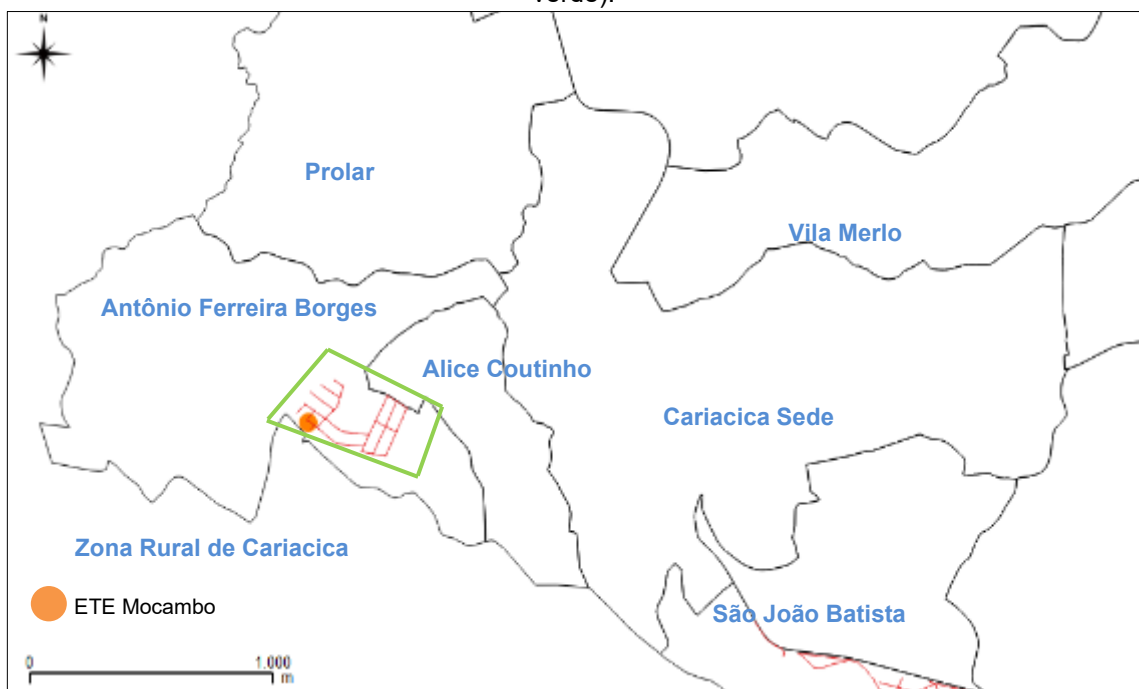 verde).
N
Prolar
Vila Merlo
Antônio Ferreira Borges
Alice Coutinho
Cariacica Sede
Zona Rural de Cariacica
ETE Mocambo
São João Batista
0 1.000
m